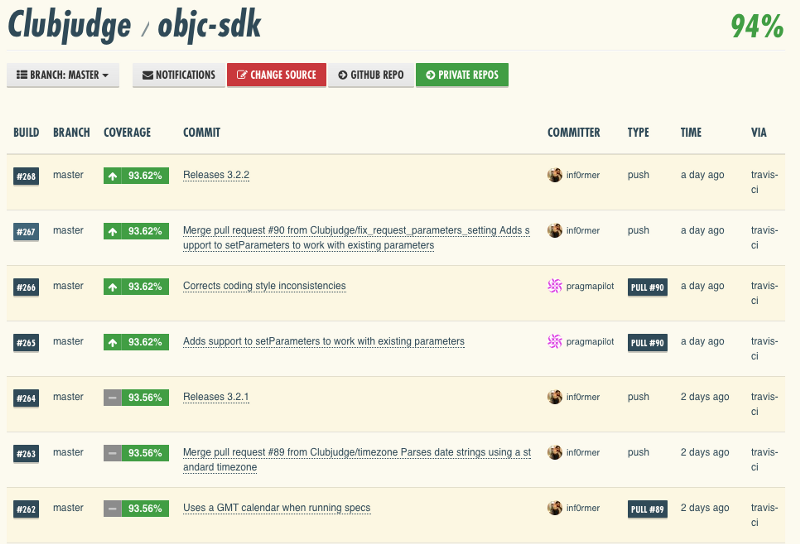 Clubjudge / objc-sdk 94%
BRANCH: MASTER NOTIFICATIONS CHANGE SOURCE GITHUB REPO PRIVATE REPOS
BUILD BRANCH COVERAGE COMMIT COMMITTER TYPE TIME VIA
#268 master 93.62% Releases 3.2.2 inf0rmer push a day ago travis-
ci
#267 master 93.62% Merge pull request #90 from Clubjudge/fix_request_parameters_setting Adds s inf0rmer push a day ago travis-
upport to setParameters to work with existing parameters ci
#266 master 93.62% Corrects coding style inconsistencies pragmapilot PULL #90 a day ago travis-
ci
#265 master 93.62% Adds support to setParameters to work with existing parameters pragmapilot PULL #90 a day ago travis-
ci
#264 master 93.56% Releases 3.2.1 inf0rmer push 2 days ago travis-
ci
#263 master 93.56% Merge pull request #89 from Clubjudge/timezone Parses date strings using a st inf0rmer push 2 days ago travis-
andard timezone ci
#262 master 93.56% Uses a GMT calendar when running specs inf0rmer PULL #89 2 days ago travis-
ci